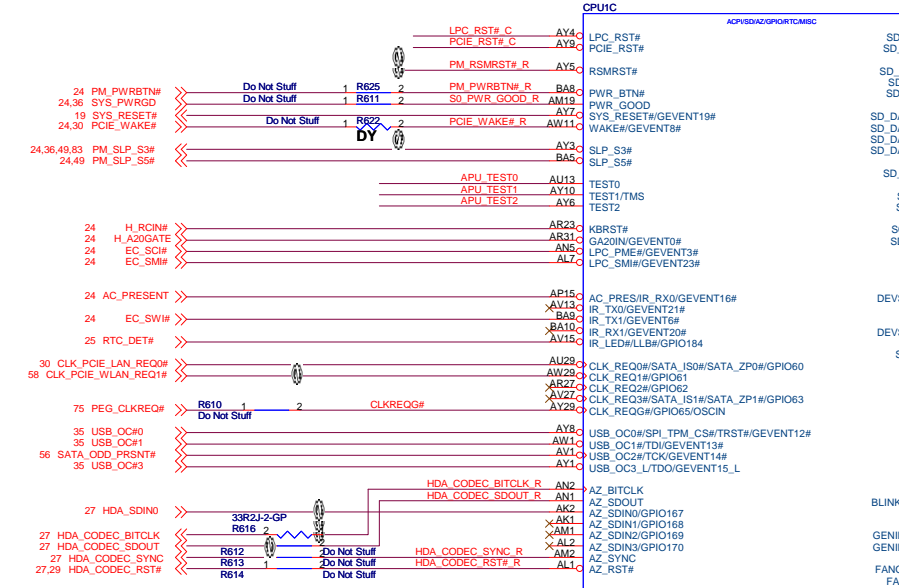 CPU1C
ACPI/SD/AZ/GPIO/RTC/MISC
LPC_RST#_C AY4 LPC_RST#
PCIE_RST#_C AY9 PCIE_RST#
PM_RSMRST#_R AY5 RSMRST#
24 PM_PWRBTN# Do Not Stuff 1 R625 2 PM_PWRBTN#_R BA8 PWR_BTN#
24,36 SYS_PWRGD Do Not Stuff 1 R611 2 S0_PWR_GOOD_R AM19 PWR_GOOD
19 SYS_RESET# AY7 SYS_RESET#/GEVENT19#
24,30 PCIE_WAKE# Do Not Stuff 1 R622 2 PCIE_WAKE#_R AW11 WAKE#/GEVENT8#
DY
24,36,49,83 PM_SLP_S3# AY3 SLP_S3#
24,49 PM_SLP_S5# BA5 SLP_S5#
APU_TEST0 AU13 TEST0
APU_TEST1 AY10 TEST1/TMS
APU_TEST2 AY6 TEST2
24 H_RCIN# AR23 KBRST#
24 H_A20GATE AR31 GA20IN/GEVENT0#
24 EC_SCI# AN5 LPC_PME#/GEVENT3#
24 EC_SMI# AL7 LPC_SMI#/GEVENT23#
24 AC_PRESENT AP15 AC_PRES/IR_RX0/GEVENT16#
AV13 IR_TX0/GEVENT21#
24 EC_SWI# BA9 IR_TX1/GEVENT6#
BA10 IR_RX1/GEVENT20#
25 RTC_DET# AV15 IR_LED#/LLB#/GPIO184
30 CLK_PCIE_LAN_REQ0# AU29 CLK_REQ0#/SATA_IS0#/SATA_ZP0#/GPIO60
58 CLK_PCIE_WLAN_REQ1# AW29 CLK_REQ1#/GPIO61
AR27 CLK_REQ2#/GPIO62
AV27 CLK_REQ3#/SATA_IS1#/SATA_ZP1#/GPIO63
75 PEG_CLKREQ# R610 1 2 CLKREQG# AY29 CLK_REQG#/GPIO65/OSCIN
Do Not Stuff
35 USB_OC#0 AY8 USB_OC0#/SPI_TPM_CS#/TRST#/GEVENT12#
35 USB_OC#1 AW1 USB_OC1#/TDI/GEVENT13#
56 SATA_ODD_PRSNT# AV1 USB_OC2#/TCK/GEVENT14#
35 USB_OC#3 AY1 USB_OC3_L/TDO/GEVENT15_L
HDA_CODEC_BITCLK_R AN2 AZ_BITCLK
HDA_CODEC_SDOUT_R AN1 AZ_SDOUT
27 HDA_SDIN0 AK2 AZ_SDIN0/GPIO167
33R2J-2-GP AK1 AZ_SDIN1/GPIO168
27 HDA_CODEC_BITCLK R616 2 AM1 AZ_SDIN2/GPIO169
27 HDA_CODEC_SDOUT AL2 AZ_SDIN3/GPIO170
27 HDA_CODEC_SYNC R612 2 Do Not Stuff HDA_CODEC_SYNC_R AM2 AZ_SYNC
27,29 HDA_CODEC_RST# R613 1 2 Do Not Stuff HDA_CODEC_RST#_R AL1 AZ_RST#
R614 Do Not Stuff